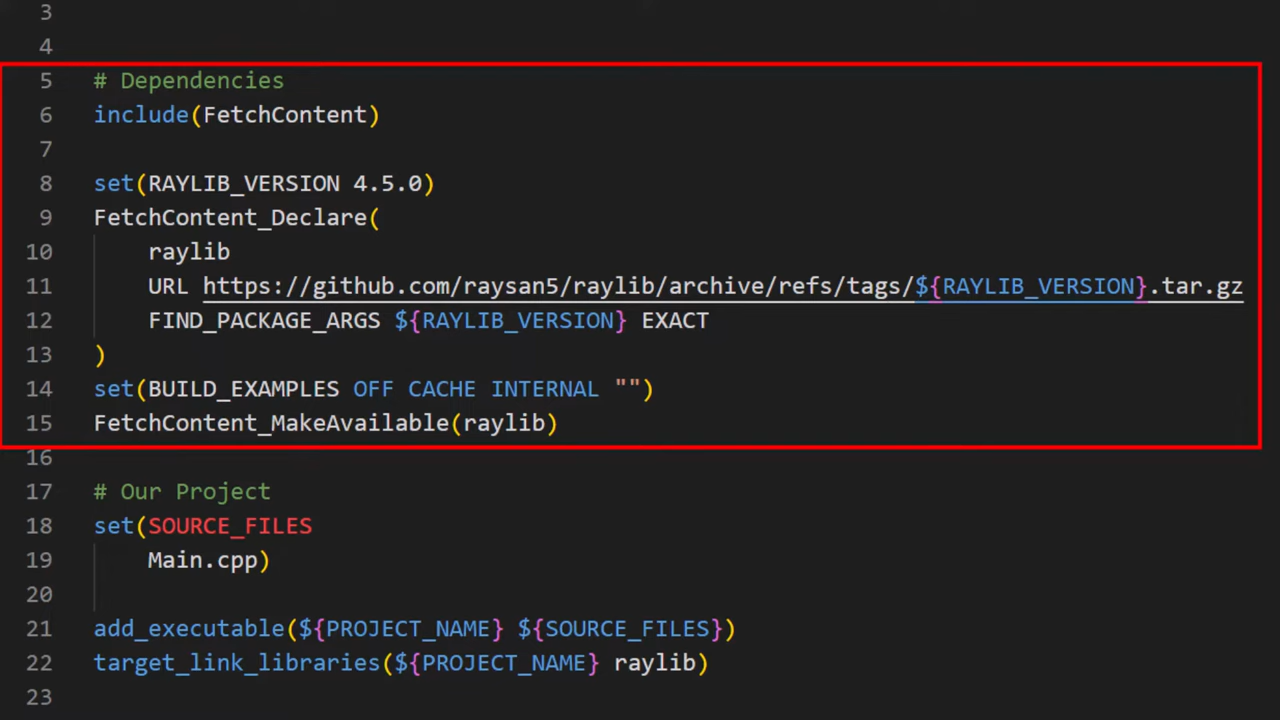 3
4
5 # Dependencies
6 include(FetchContent)
7
8 set(RAYLIB_VERSION 4.5.0)
9 FetchContent_Declare(
10 raylib
11 URL https://github.com/raysan5/raylib/archive/refs/tags/${RAYLIB_VERSION}.tar.gz
12 FIND_PACKAGE_ARGS ${RAYLIB_VERSION} EXACT
13 )
14 set(BUILD_EXAMPLES OFF CACHE INTERNAL "")
15 FetchContent_MakeAvailable(raylib)
16
17 # Our Project
18 set(SOURCE_FILES
19 Main.cpp)
20
21 add_executable(${PROJECT_NAME} ${SOURCE_FILES})
22 target_link_libraries(${PROJECT_NAME} raylib)
23